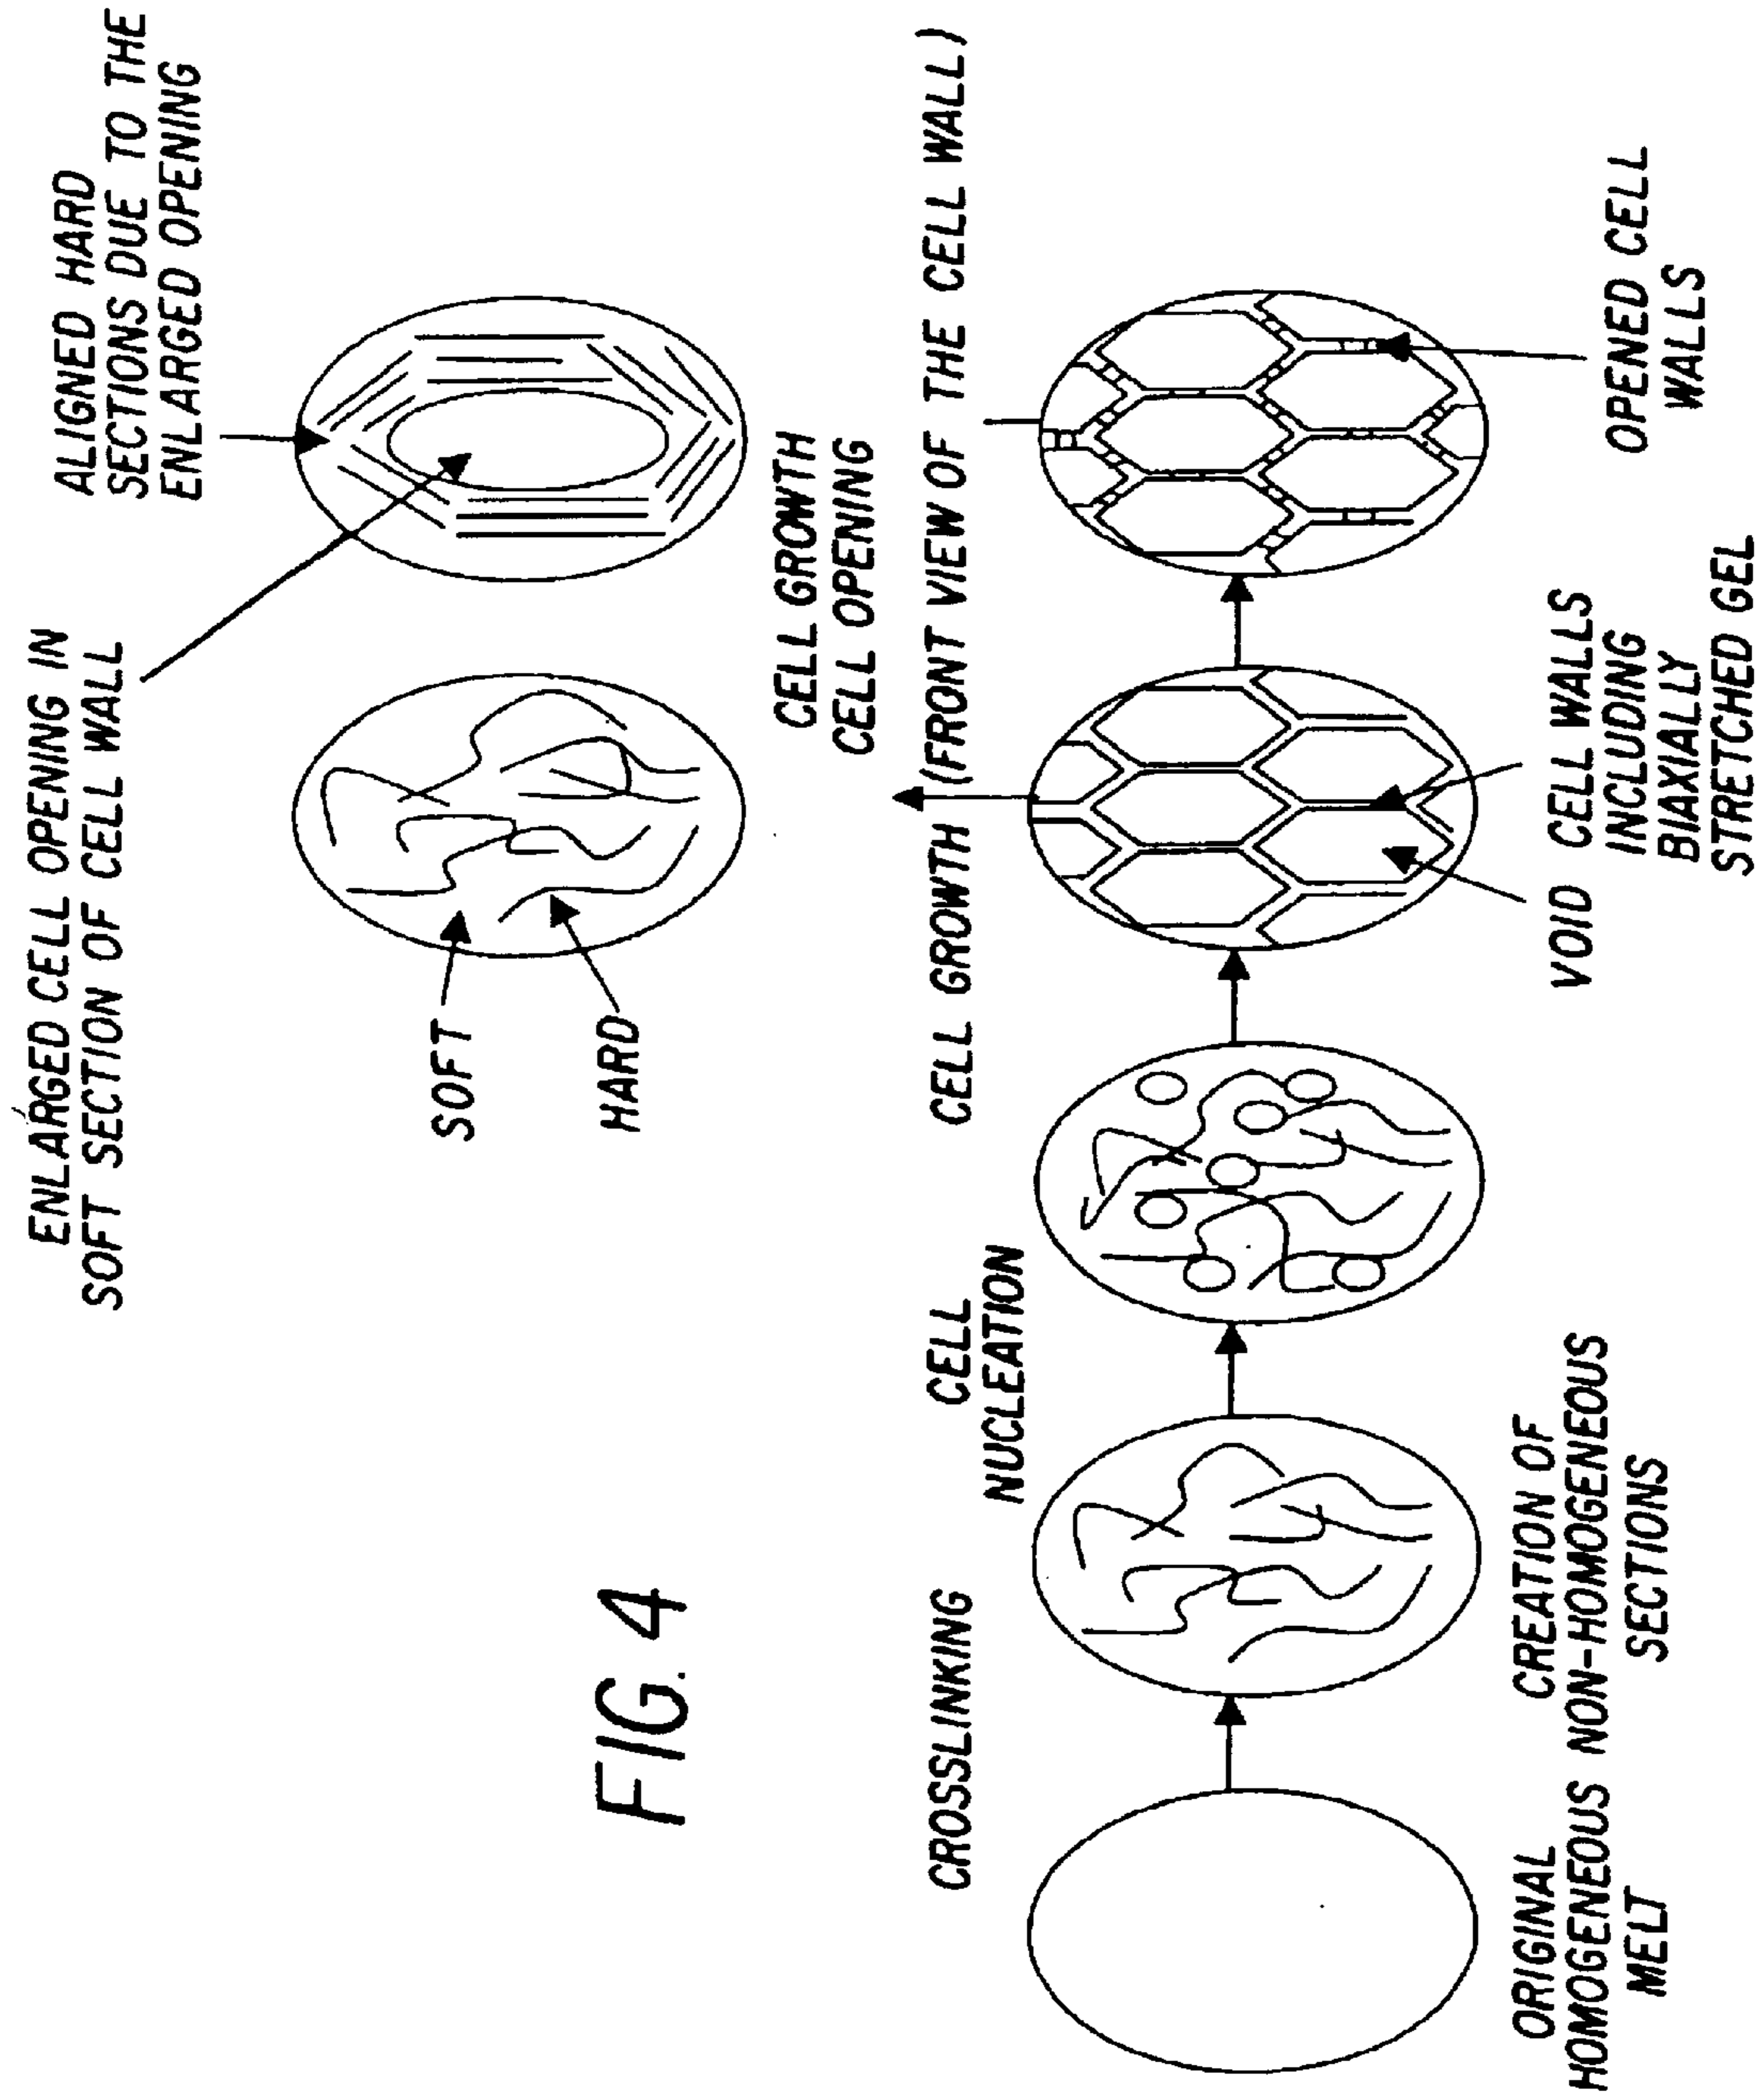 ENLARGED CELL OPENING IN
SOFT SECTION OF CELL WALL
ALIGNED HARD
SECTIONS DUE TO THE
ENLARGED OPENING
SOFT
HARD
FIG. 4
CELL GROWTH
CELL OPENING
CROSSLINKING
CELL
NUCLEATION
CELL GROWTH (FRONT VIEW OF THE CELL WALL)
ORIGINAL
HOMOGENEOUS
MELT
CREATION OF
NON-HOMOGENEOUS
SECTIONS
VOID
CELL WALLS
INCLUDING
BIAXIALLY
STRETCHED GEL
OPENED CELL
WALLS